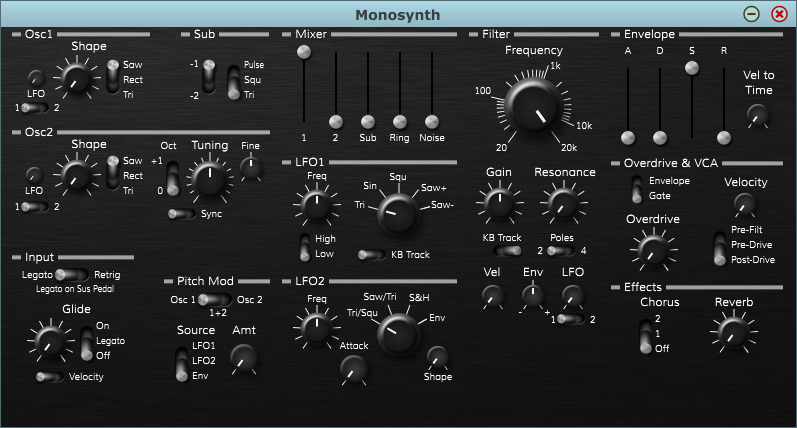 Monosynth
Osc1
Shape
LFO
1 2
Saw
Rect
Tri
Sub
-1
-2
Pulse
Squ
Tri
Mixer
1 2 Sub Ring Noise
Filter
Frequency
20 100 1k 10k 20k
Gain Resonance
KB Track 2 Poles 4
Vel Env LFO
- +
1 2
Envelope
A D S R
Vel to
Time
Osc2
Shape
LFO
1 2
Saw
Rect
Tri
Oct
+1
0
Tuning
Fine
Sync
LFO1
Freq
High
Low
Tri Sin Squ Saw+ Saw-
KB Track
Overdrive & VCA
Envelope
Gate
Velocity
Overdrive
Pre-Filt
Pre-Drive
Post-Drive
Input
Legato Retrig
Legato on Sus Pedal
Glide
On
Legato
Off
Velocity
Pitch Mod
Osc 1 Osc 2
1+2
Source
LFO1
LFO2
Env
Amt
LFO2
Freq
Tri/Squ Saw/Tri S&H Env
Attack
Shape
Effects
Chorus
2
1
Off
Reverb